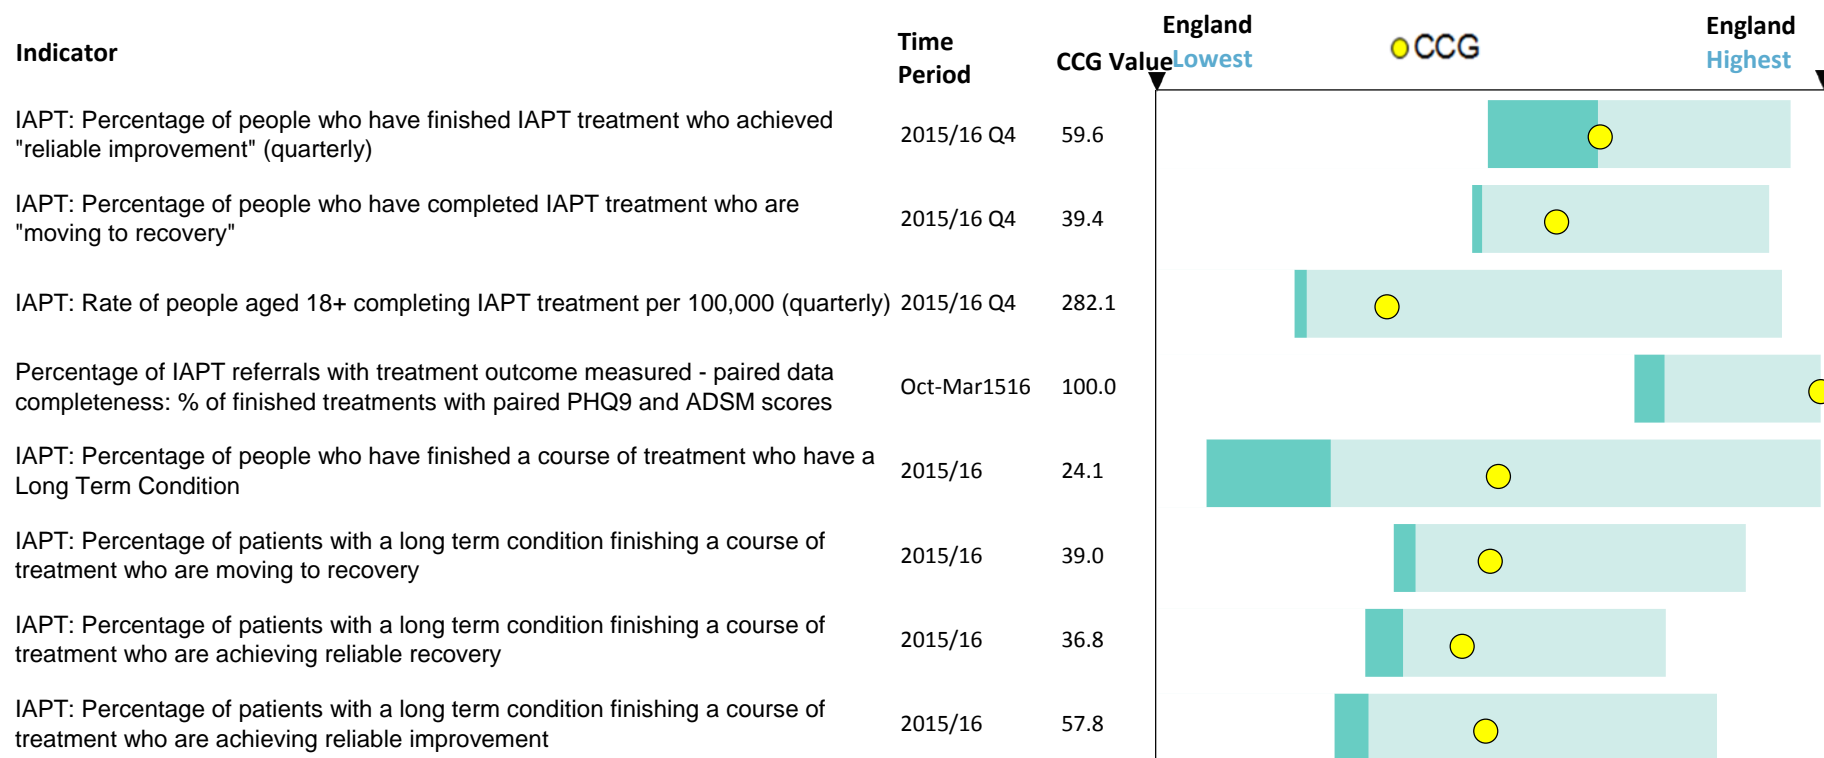 Indicator
Time
Period
CCG Value
England
Lowest
CCG
England
Highest
IAPT: Percentage of people who have finished IAPT treatment who achieved
"reliable improvement" (quarterly)
2015/16 Q4
59.6
IAPT: Percentage of people who have completed IAPT treatment who are
"moving to recovery"
2015/16 Q4
39.4
IAPT: Rate of people aged 18+ completing IAPT treatment per 100,000 (quarterly)
2015/16 Q4
282.1
Percentage of IAPT referrals with treatment outcome measured - paired data
completeness: % of finished treatments with paired PHQ9 and ADSM scores
Oct-Mar1516
100.0
IAPT: Percentage of people who have finished a course of treatment who have a
Long Term Condition
2015/16
24.1
IAPT: Percentage of patients with a long term condition finishing a course of
treatment who are moving to recovery
2015/16
39.0
IAPT: Percentage of patients with a long term condition finishing a course of
treatment who are achieving reliable recovery
2015/16
36.8
IAPT: Percentage of patients with a long term condition finishing a course of
treatment who are achieving reliable improvement
2015/16
57.8